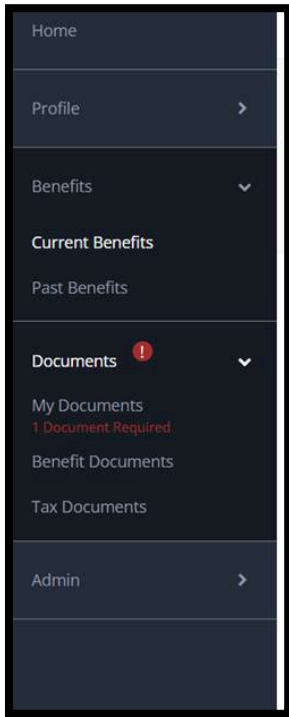 Home
Profile
Benefits
Current Benefits
Past Benefits
Documents !
My Documents
1 Document Required
Benefit Documents
Tax Documents
Admin